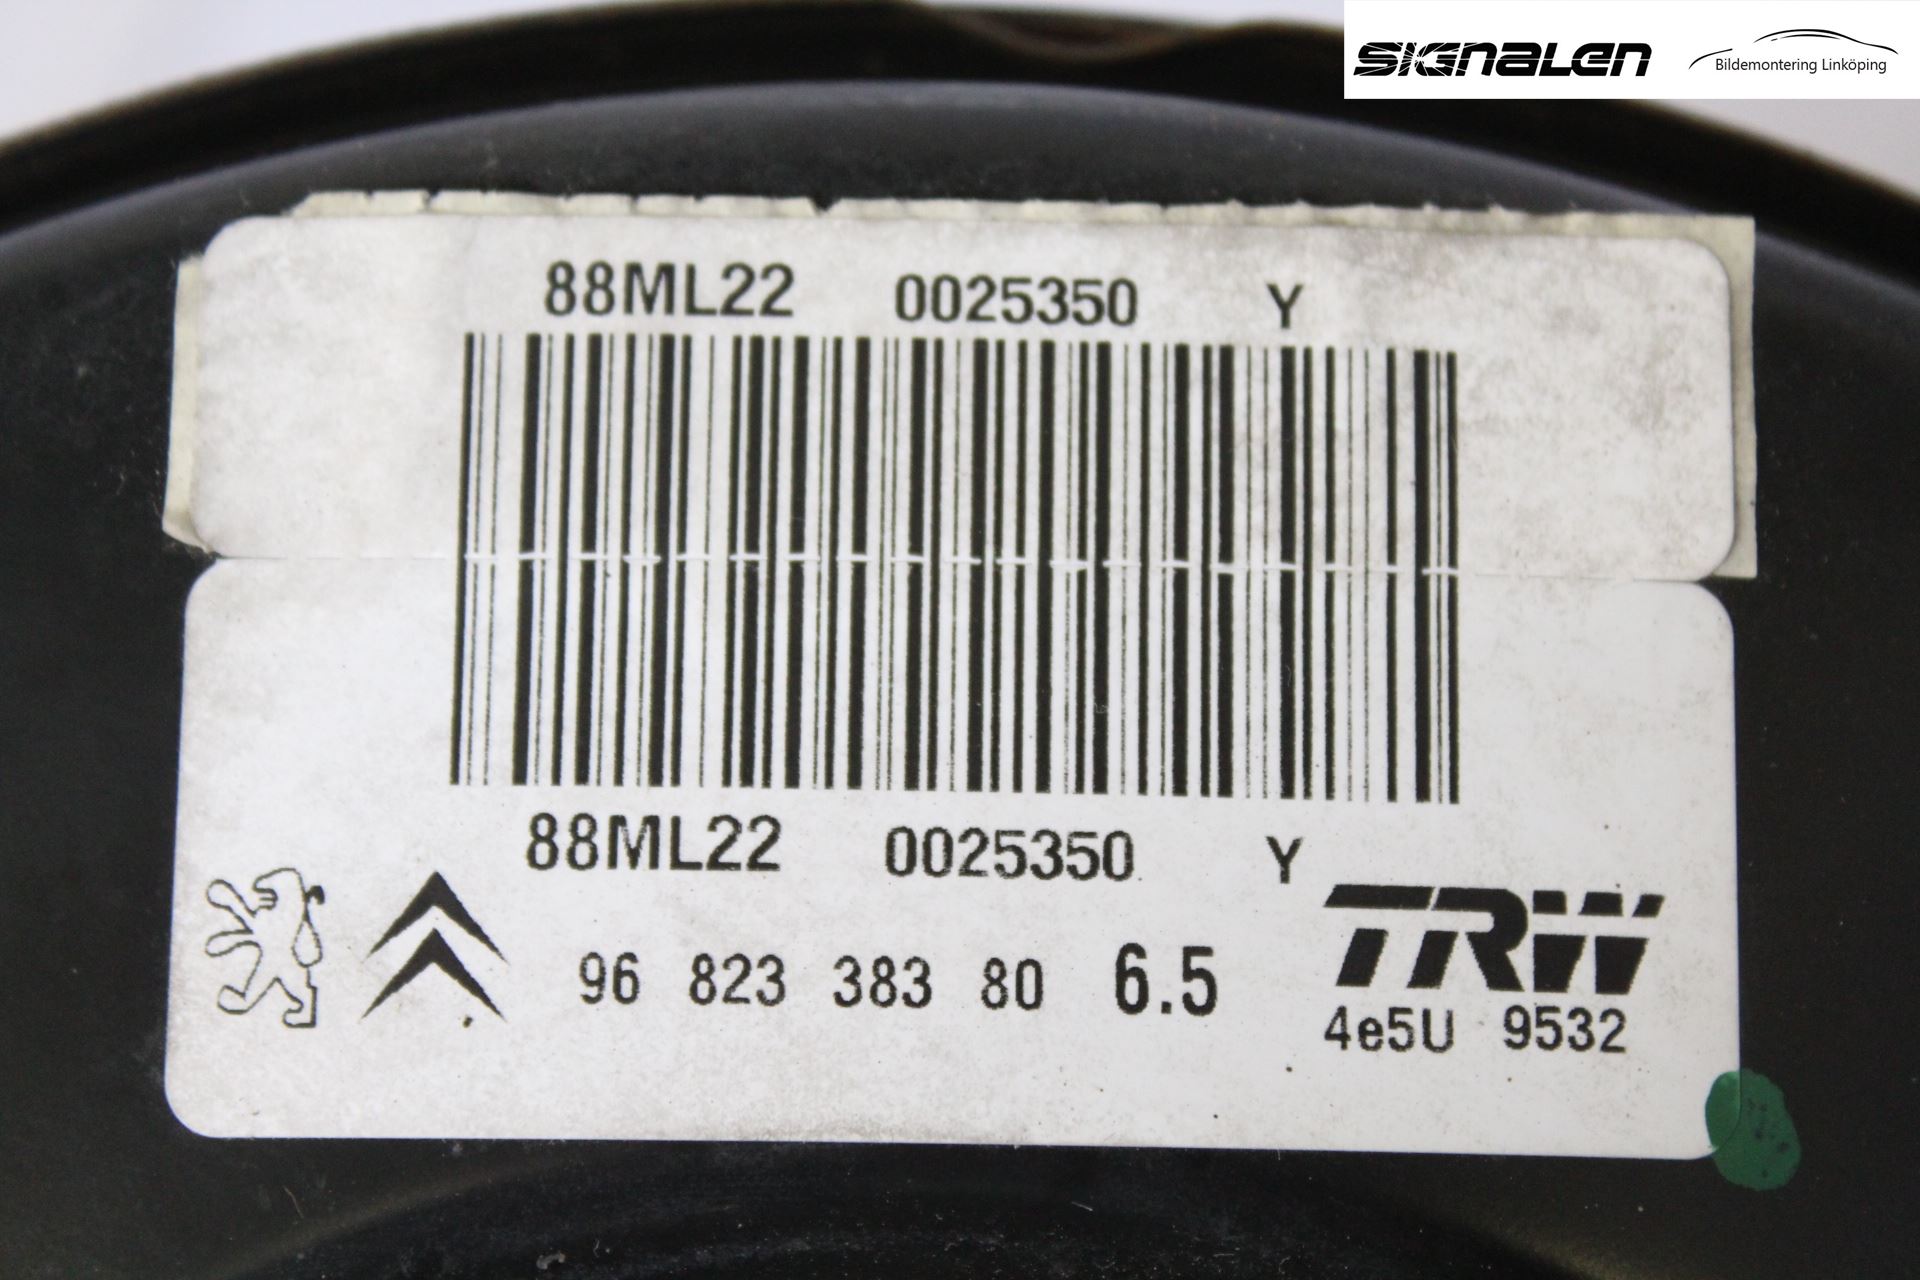 SIGNALEN
Bildemontering Linköping
88ML22 0025350 Y
88ML22 0025350 Y
96 823 383 80 6.5
TRW
4e5U 9532